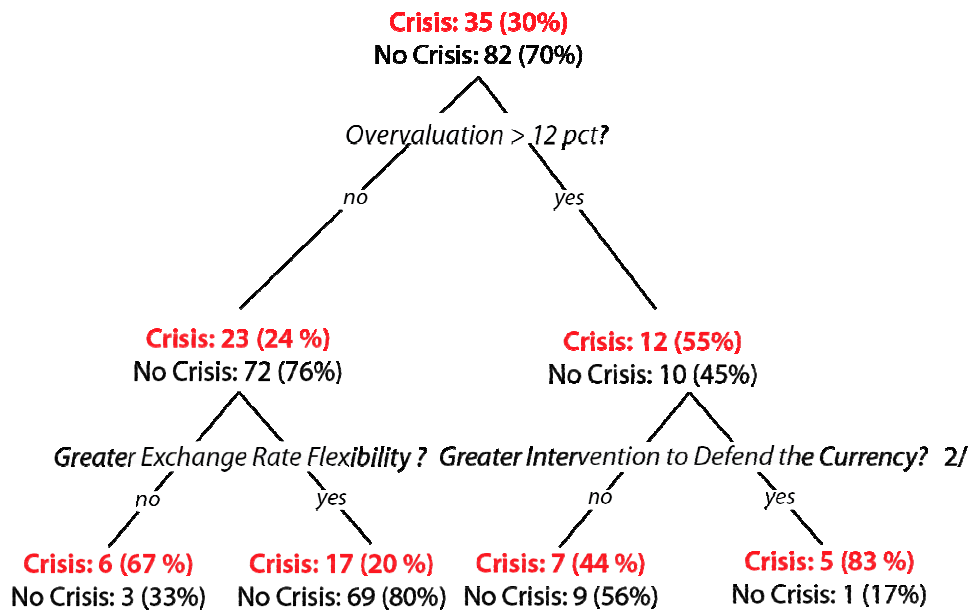 Crisis: 35 (30%)
No Crisis: 82 (70%)
Overvaluation > 12 pct?
no
yes
Crisis: 23 (24 %)
No Crisis: 72 (76%)
Crisis: 12 (55%)
No Crisis: 10 (45%)
Greater Exchange Rate Flexibility ?
Greater Intervention to Defend the Currency? 2/
no
yes
no
yes
Crisis: 6 (67 %)
No Crisis: 3 (33%)
Crisis: 17 (20 %)
No Crisis: 69 (80%)
Crisis: 7 (44 %)
No Crisis: 9 (56%)
Crisis: 5 (83 %)
No Crisis: 1 (17%)